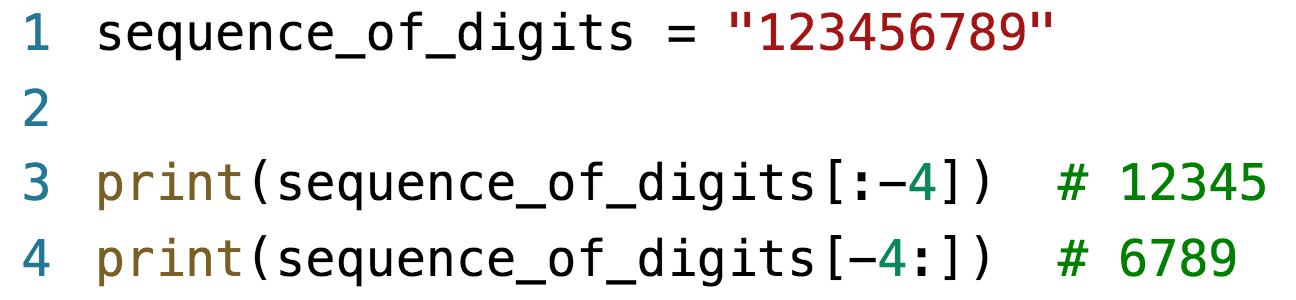 1 sequence_of_digits = "123456789"
2
3 print(sequence_of_digits[:-4])  # 12345
4 print(sequence_of_digits[-4:])  # 6789